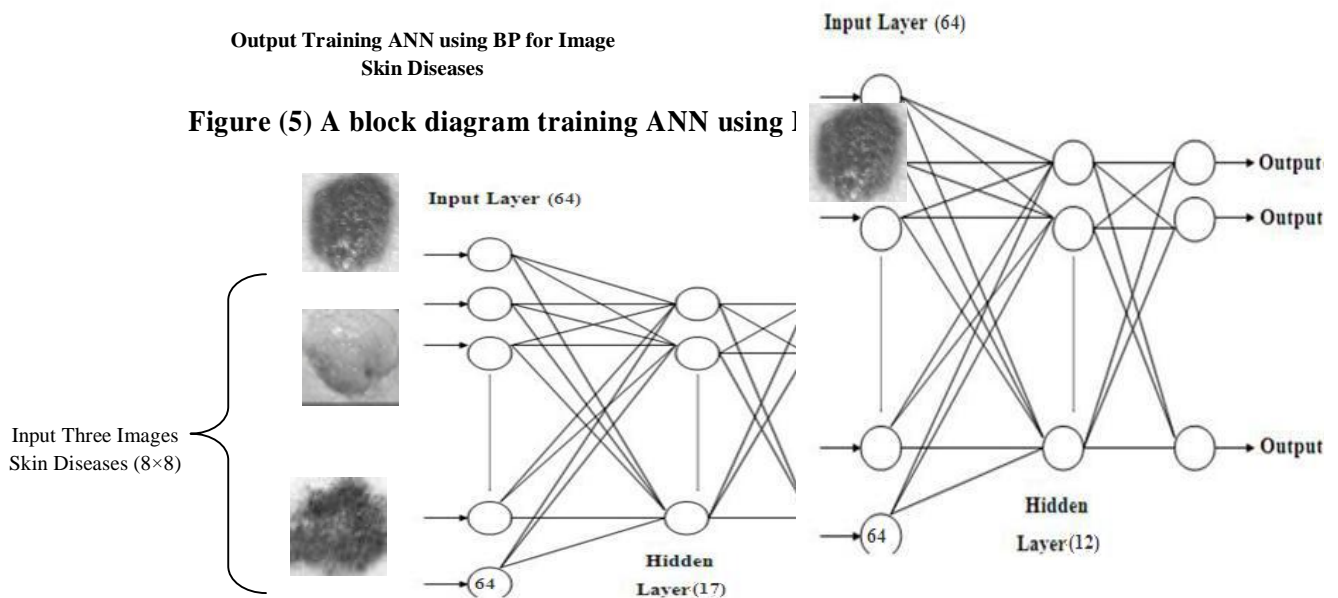 Output Training ANN using BP for Image
Skin Diseases
Figure (5) A block diagram training ANN using
Input Three Images
Skin Diseases (8×8)
Input Layer (64)
64
Hidden
Layer(17)
Input Layer (64)
Output
Output
Output
64
Hidden
Layer(12)